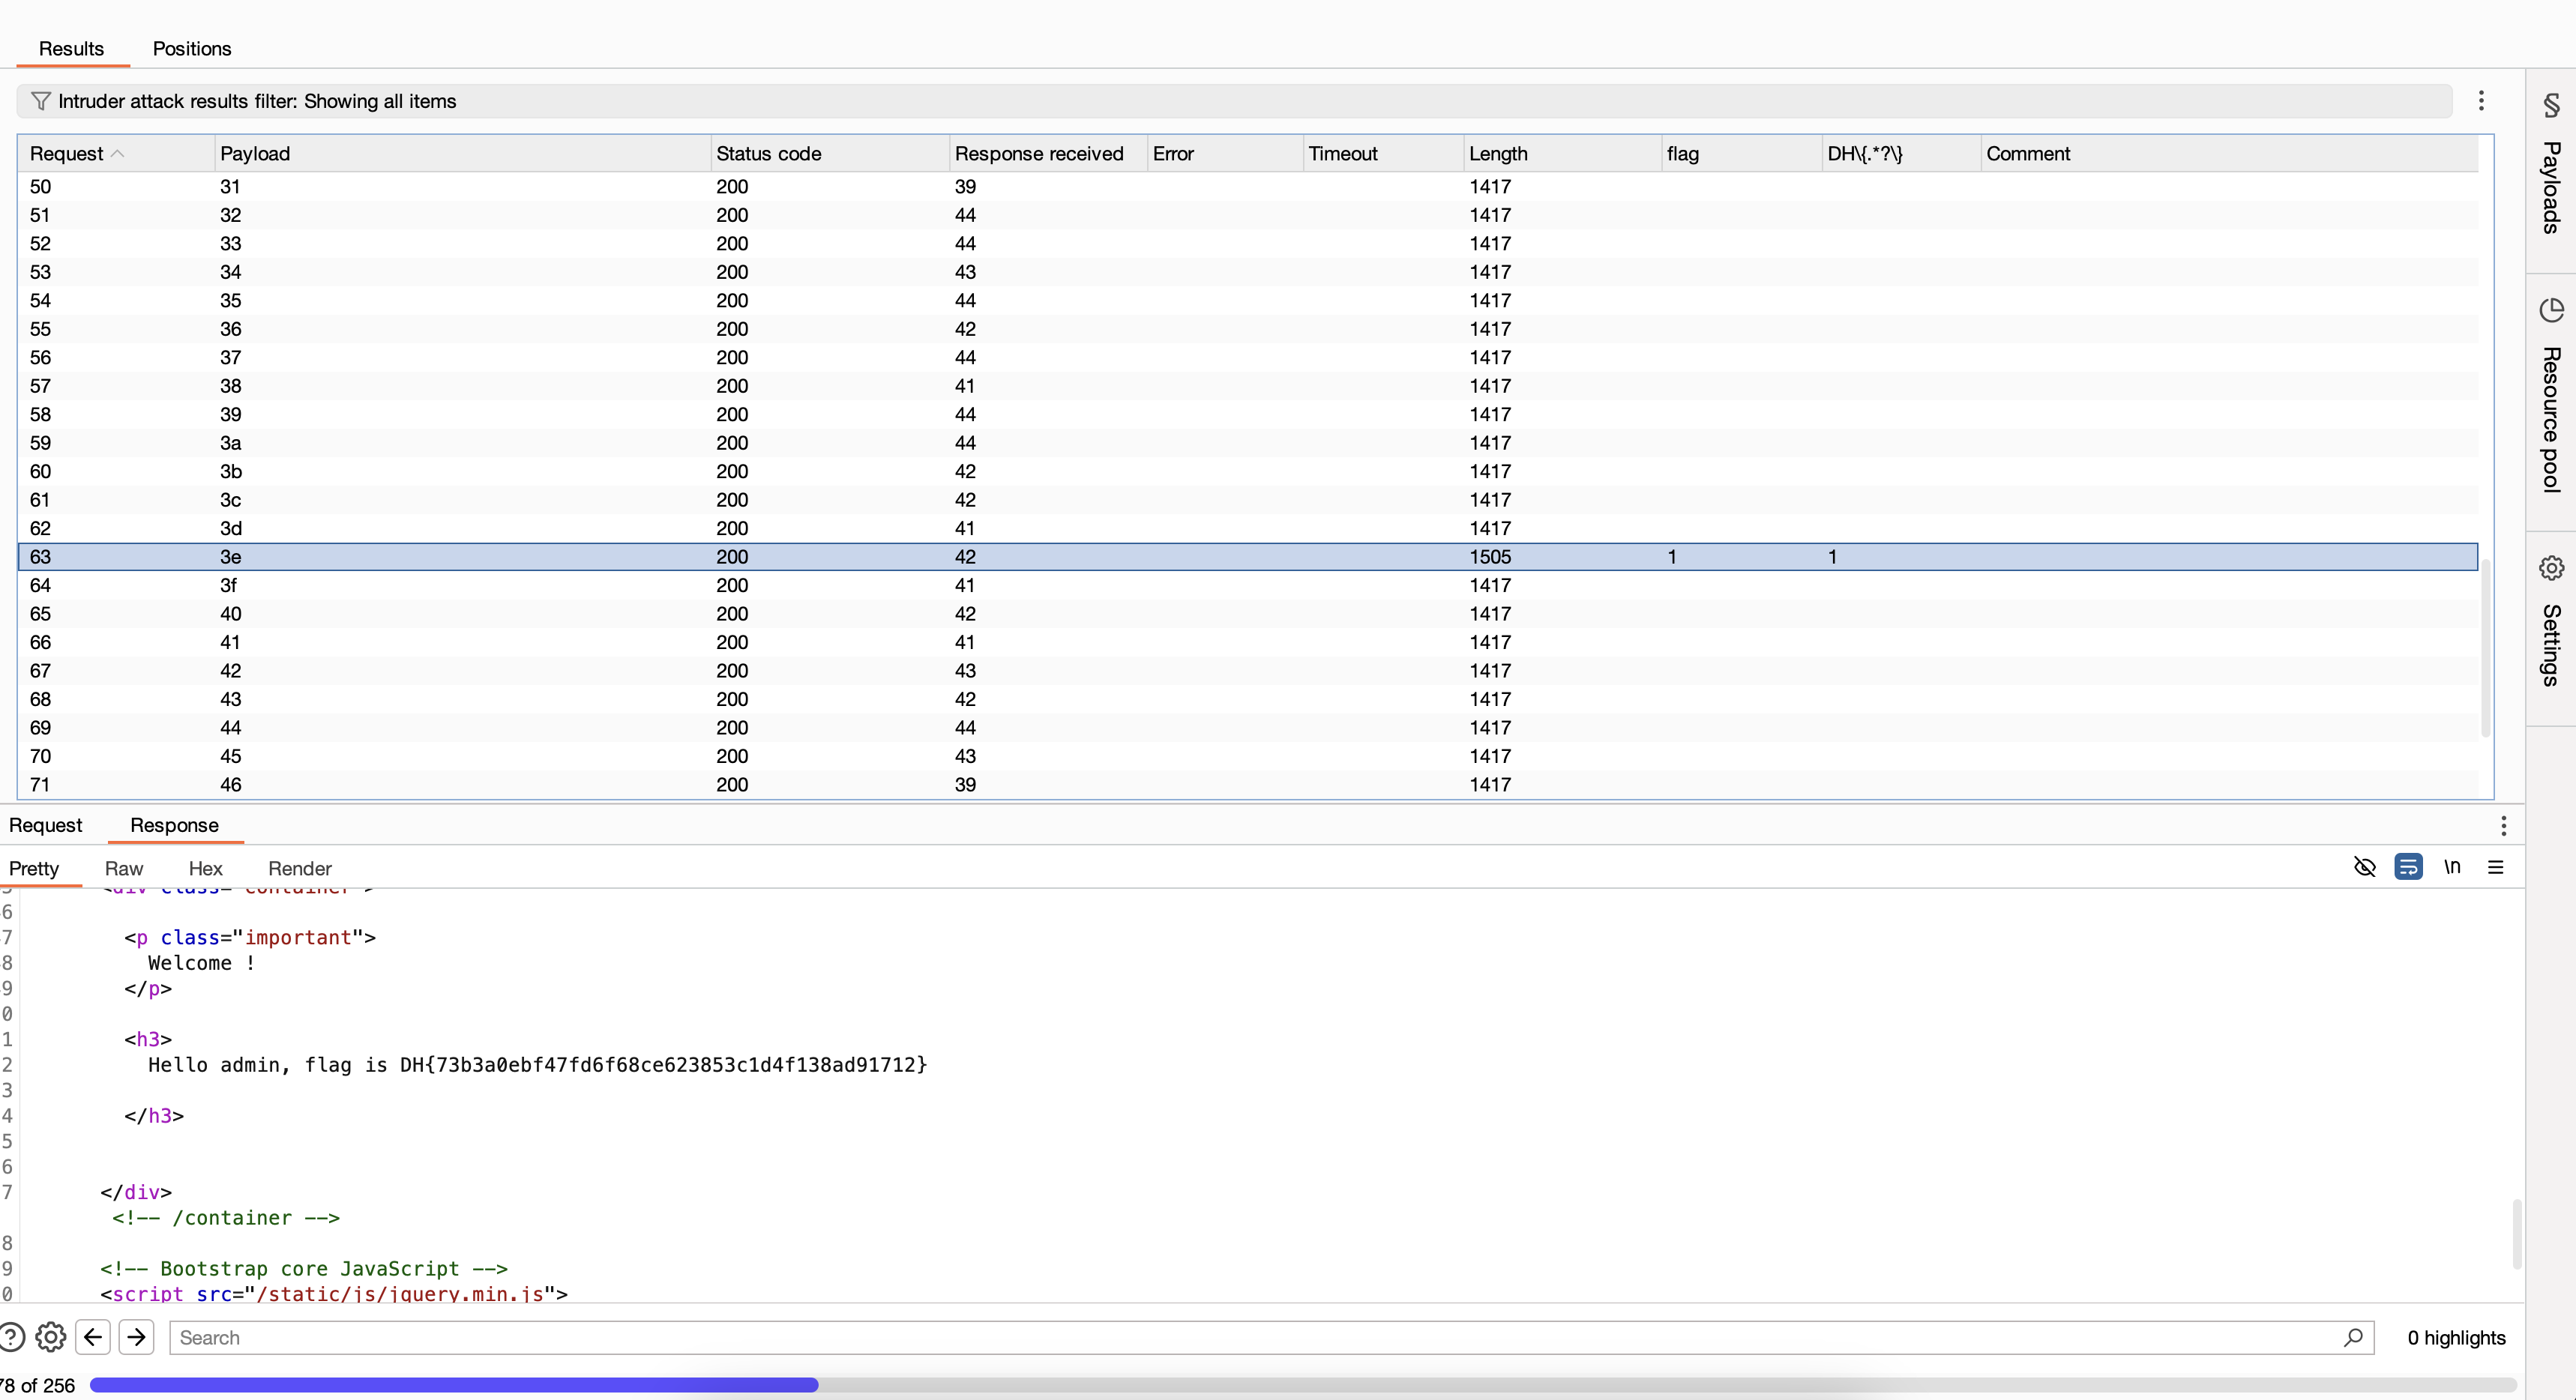 Results Positions
Intruder attack results filter: Showing all items
Request Payload Status code Response received Error Timeout Length flag DH\{.*?\} Comment
50 31 200 39 1417
51 32 200 44 1417
52 33 200 44 1417
53 34 200 43 1417
54 35 200 44 1417
55 36 200 42 1417
56 37 200 44 1417
57 38 200 41 1417
58 39 200 44 1417
59 3a 200 44 1417
60 3b 200 42 1417
61 3c 200 42 1417
62 3d 200 41 1417
63 3e 200 42 1505 1 1
64 3f 200 41 1417
65 40 200 42 1417
66 41 200 41 1417
67 42 200 43 1417
68 43 200 42 1417
69 44 200 44 1417
70 45 200 43 1417
71 46 200 39 1417
Payloads
Resource pool
Settings
Request Response
Pretty Raw Hex Render \n
5 <div class="container">
6
7 <p class="important">
8 Welcome !
9 </p>
0
1 <h3>
2 Hello admin, flag is DH{73b3a0ebf47fd6f68ce623853c1d4f138ad91712}
3
4 </h3>
5
6
7 </div>
<!-- /container -->
8
9 <!-- Bootstrap core JavaScript -->
0 <script src="/static/js/jquery.min.js">
Search 0 highlights
78 of 256